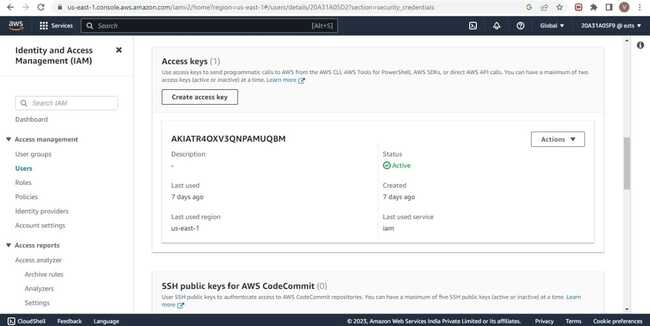 us-east-1.console.aws.amazon.com/iamv2/home?region=us-east-1#/users/details/20A31A05D2?section=security_credentials
aws
Services
Search
[Alt+S]
Global
20A31A05F9 @ ezts
Identity and Access
Management (IAM)
Search IAM
Dashboard
Access management
User groups
Users
Roles
Policies
Identity providers
Account settings
Access reports
Access analyzer
Archive rules
Analyzers
Settings
Access keys (1)
Use access keys to send programmatic calls to AWS from the AWS CLI, AWS Tools for PowerShell, AWS SDKs, or direct AWS API calls. You can have a maximum of two
access keys (active or inactive) at a time. Learn more
Create access key
AKIATR4OXV3QNPAMUQBM
Actions
Description
-
Status
Active
Last used
7 days ago
Created
7 days ago
Last used region
us-east-1
Last used service
iam
SSH public keys for AWS CodeCommit (0)
User SSH public keys to authenticate access to AWS CodeCommit repositories. You can have a maximum of five SSH public keys (active or inactive) at a time. Learn
more
CloudShell
Feedback
Language
© 2023, Amazon Web Services India Private Limited or its affiliates.
Privacy
Terms
Cookie preferences